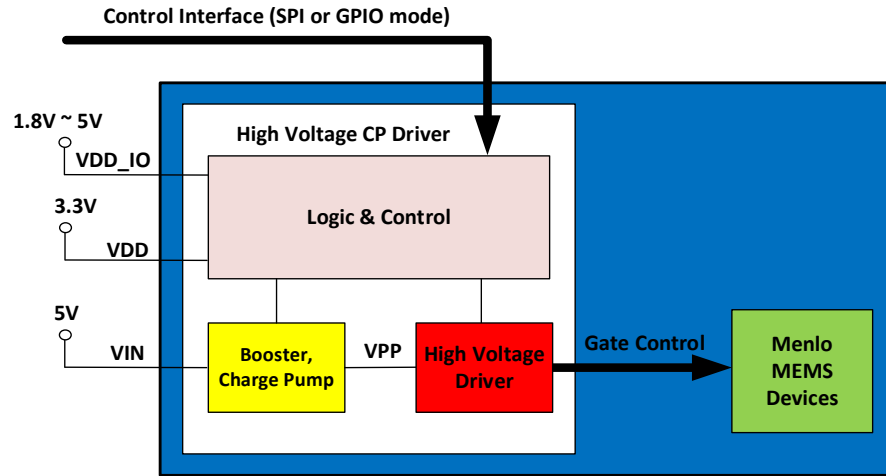 Control Interface (SPI or GPIO mode)
1.8V ~ 5V
VDD_IO
High Voltage CP Driver
Logic & Control
3.3V
VDD
5V
VIN
Booster,
Charge Pump
VPP
High Voltage
Driver
Gate Control
Menlo
MEMS
Devices